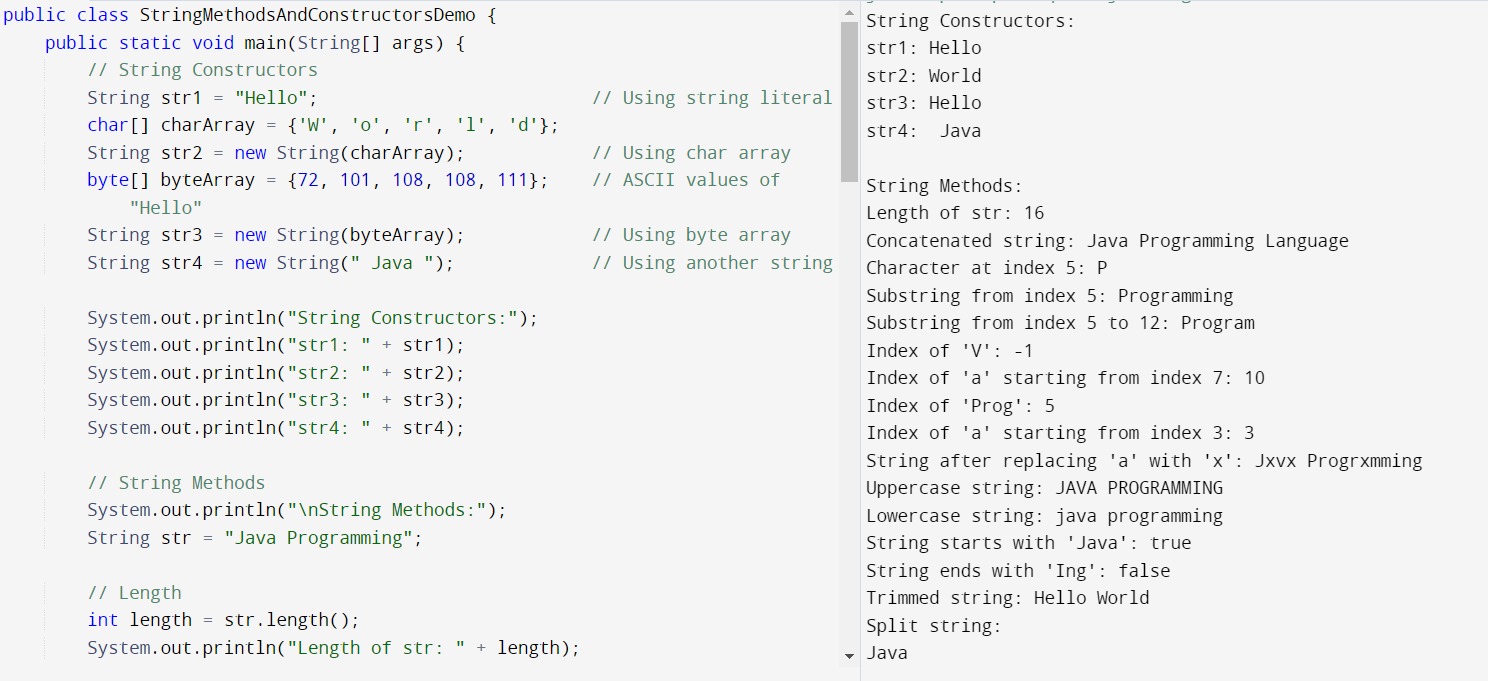 public class StringMethodsAndConstructorsDemo {
    public static void main(String[] args) {
        // String Constructors
        String str1 = "Hello";                          // Using string literal
        char[] charArray = {'W', 'o', 'r', 'l', 'd'};
        String str2 = new String(charArray);            // Using char array
        byte[] byteArray = {72, 101, 108, 108, 111};    // ASCII values of
            "Hello"
        String str3 = new String(byteArray);            // Using byte array
        String str4 = new String(" Java ");             // Using another string
        System.out.println("String Constructors:");
        System.out.println("str1: " + str1);
        System.out.println("str2: " + str2);
        System.out.println("str3: " + str3);
        System.out.println("str4: " + str4);
        // String Methods
        System.out.println("\nString Methods:");
        String str = "Java Programming";
        // Length
        int length = str.length();
        System.out.println("Length of str: " + length);
String Constructors:
str1: Hello
str2: World
str3: Hello
str4:  Java
String Methods:
Length of str: 16
Concatenated string: Java Programming Language
Character at index 5: P
Substring from index 5: Programming
Substring from index 5 to 12: Program
Index of 'V': -1
Index of 'a' starting from index 7: 10
Index of 'Prog': 5
Index of 'a' starting from index 3: 3
String after replacing 'a' with 'x': Jxvx Progrxmming
Uppercase string: JAVA PROGRAMMING
Lowercase string: java programming
String starts with 'Java': true
String ends with 'Ing': false
Trimmed string: Hello World
Split string:
Java